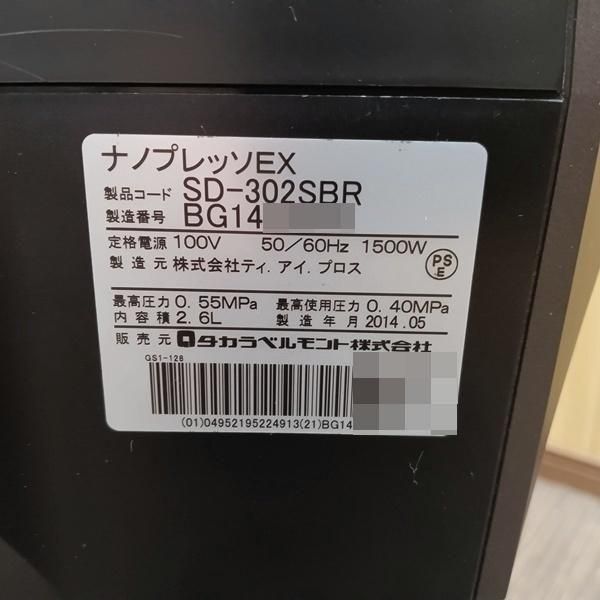 ナノプレッソEX
製品コード SD-302SBR
製造番号 BG14
定格電源 100V 50/60Hz 1500W
製造元 株式会社ティ.アイ.プロス
PS
E
最高圧力 0.55MPa 最高使用圧力 0.40MPa
内容積 2.6L 製造年月 2014.05
販売元 タカラベルモント株式会社
GS1-128
(01)04952195224913(21)BG14